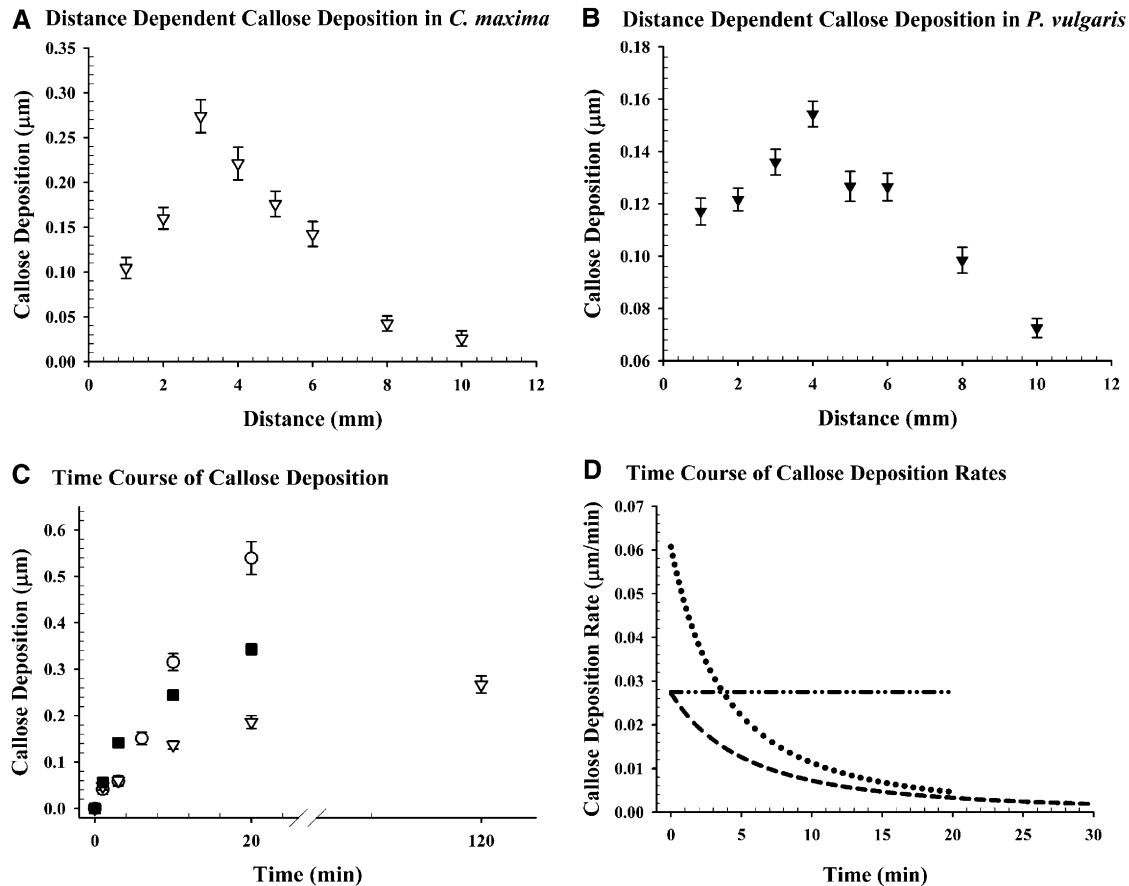 A Distance Dependent Callose Deposition in C. maxima
0.35
0.30
0.25
0.20
0.15
0.10
0.05
0.00
Callose Deposition (µm)
0 2 4 6 8 10 12
Distance (mm)
B Distance Dependent Callose Deposition in P. vulgaris
0.18
0.16
0.14
0.12
0.10
0.08
0.06
Callose Deposition (µm)
0 2 4 6 8 10 12
Distance (mm)
C Time Course of Callose Deposition
0.6
0.5
0.4
0.3
0.2
0.1
0.0
Callose Deposition (µm)
0 20 120
Time (min)
D Time Course of Callose Deposition Rates
0.07
0.06
0.05
0.04
0.03
0.02
0.01
0.00
Callose Deposition Rate (µm/min)
0 5 10 15 20 25 30
Time (min)